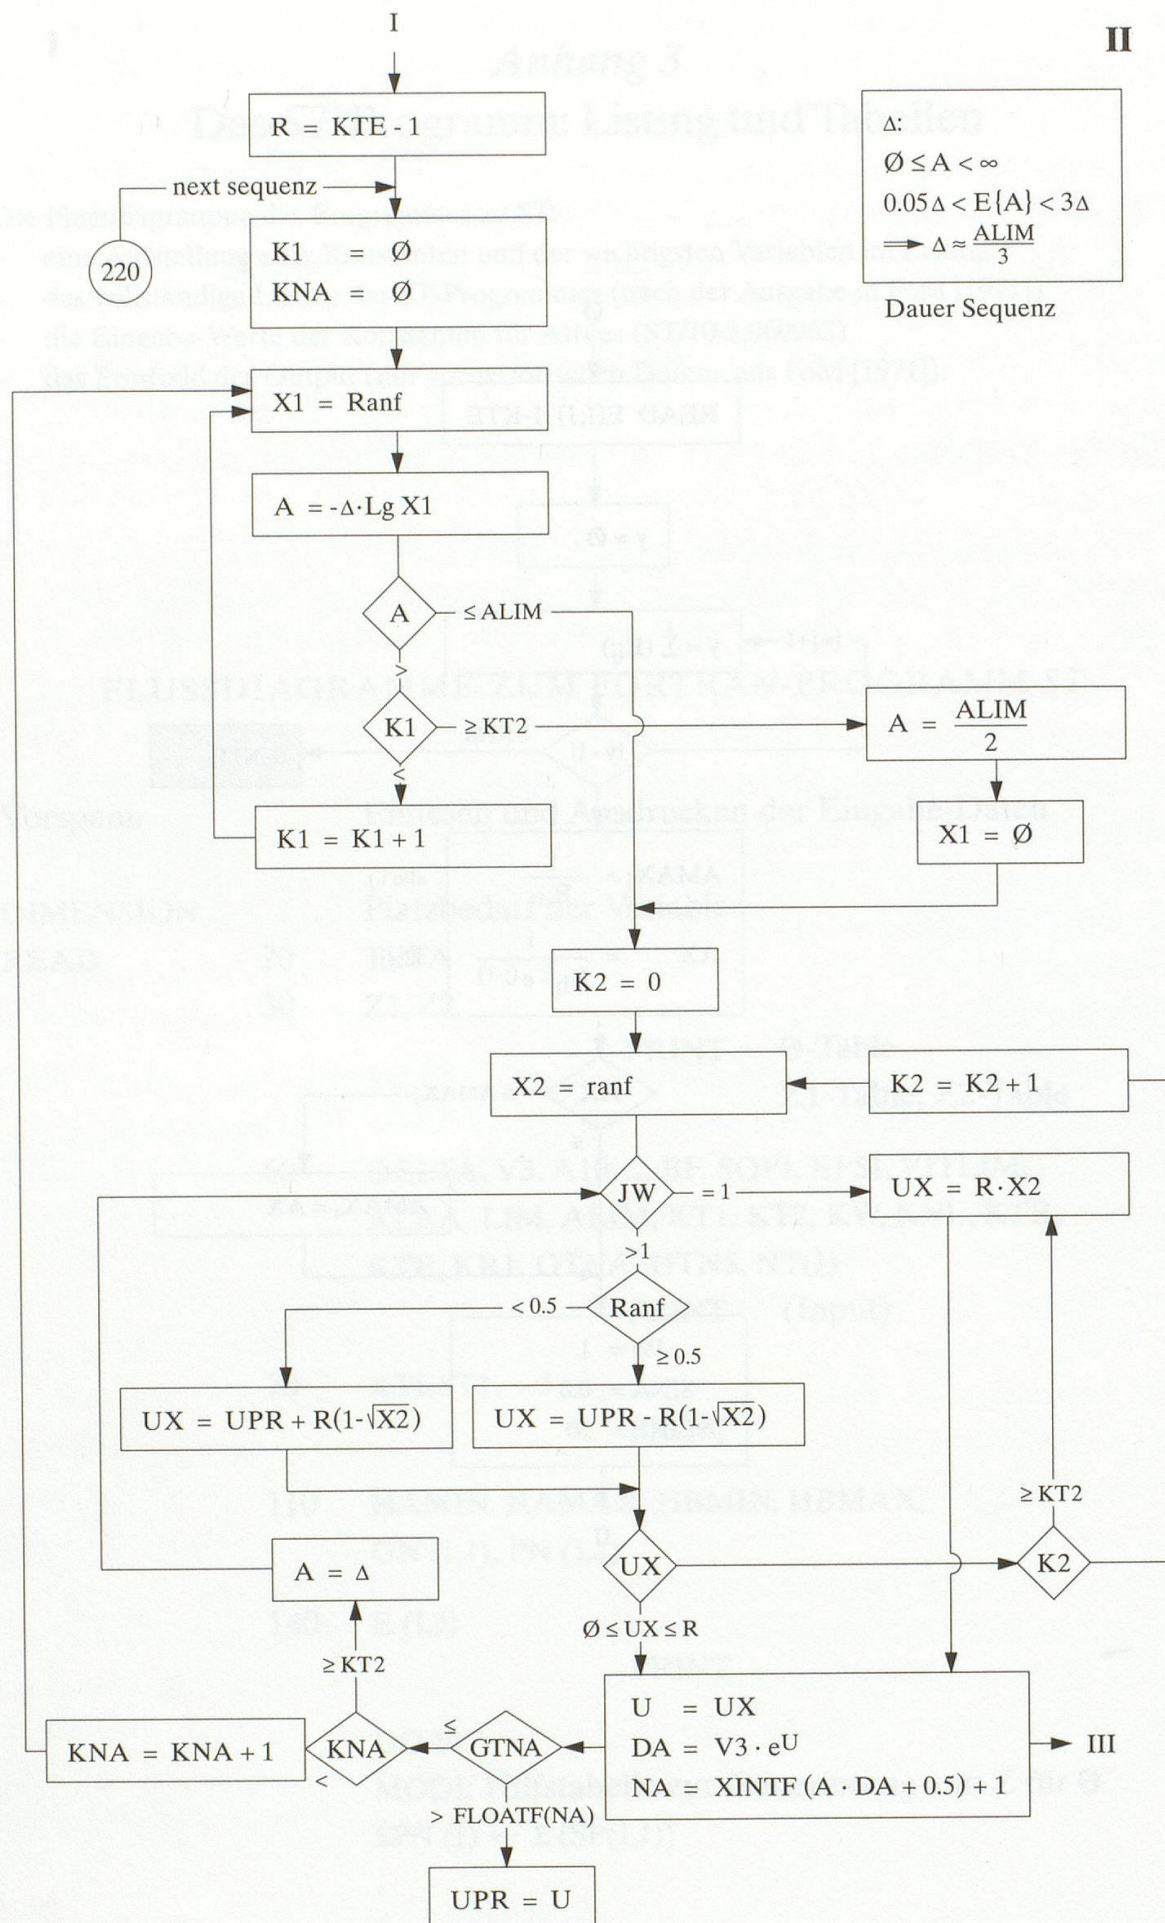 I
II
R = KTE - 1
next sequenz
220
K1 = Ø
KNA = Ø
Δ:
Ø ≤ A < ∞
0.05Δ < E{A} < 3Δ
⟹ Δ ≈ ALIM / 3
Dauer Sequenz
X1 = Ranf
A = -Δ·Lg X1
A
≤ ALIM
>
K1
≥ KT2
<
A = ALIM / 2
K1 = K1 + 1
X1 = Ø
K2 = 0
X2 = ranf
K2 = K2 + 1
JW
= 1
UX = R·X2
>1
< 0.5
Ranf
≥ 0.5
UX = UPR + R(1-√X2)
UX = UPR - R(1-√X2)
≥ KT2
A = Δ
UX
K2
Ø ≤ UX ≤ R
≥ KT2
U = UX
DA = V3 · eU
NA = XINTF (A · DA + 0.5) + 1
III
KNA = KNA + 1
<
KNA
≤
GTNA
> FLOATF(NA)
UPR = U